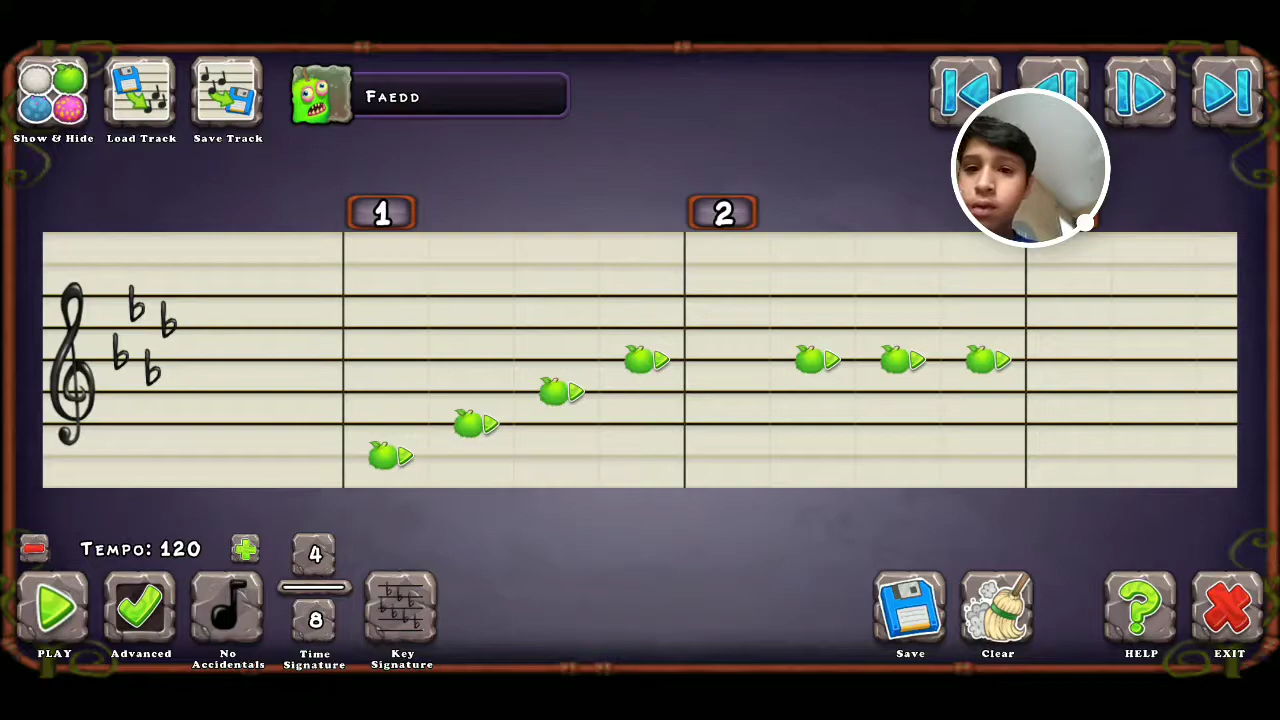 Show & Hide
Load Track
Save Track
Faedd
1
2
Tempo: 120
4
8
PLAY
Advanced
No Accidentals
Time Signature
Key Signature
Save
Clear
HELP
EXIT